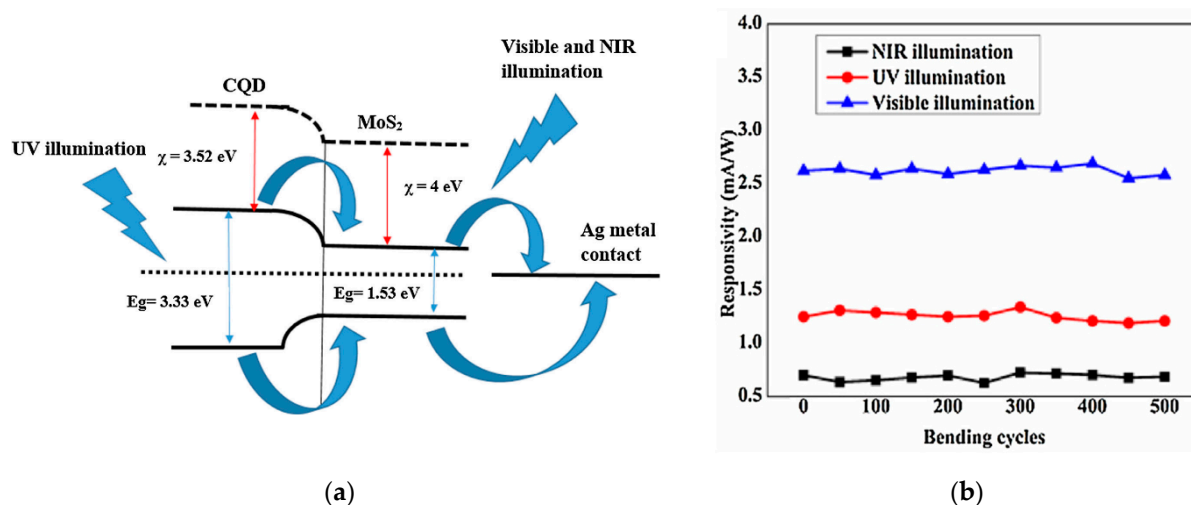 Visible and NIR
illumination
CQD
MoS₂
UV illumination
χ = 3.52 eV
χ = 4 eV
Ag metal
contact
Eg= 3.33 eV
Eg= 1.53 eV
(a)
4.0
3.5
3.0
2.5
2.0
1.5
1.0
0.5
Responsivity (mA/W)
NIR illumination
UV illumination
Visible illumination
0 100 200 300 400 500
Bending cycles
(b)